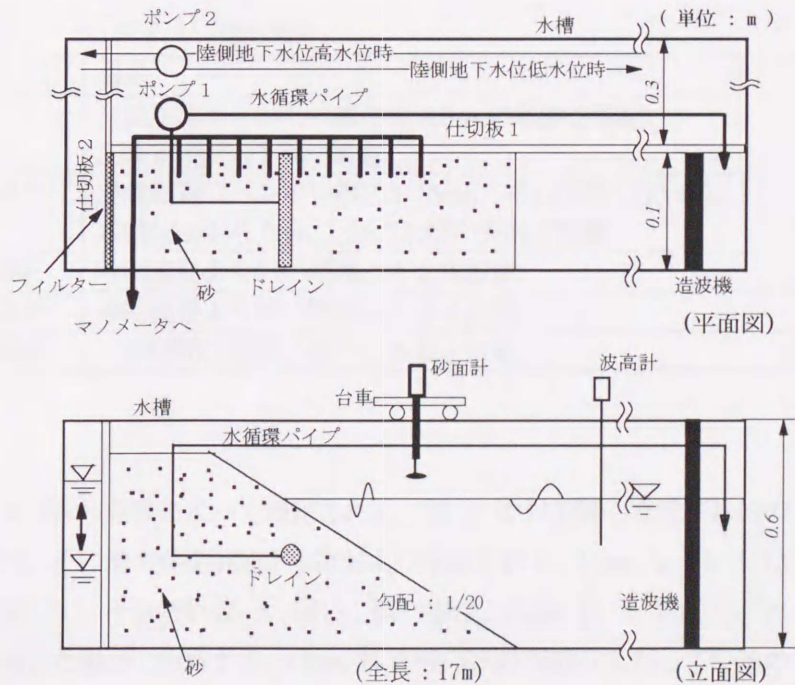 ポンプ2
水槽
(単位:m)
陸側地下水位高水位時
陸側地下水位低水位時
ポンプ1
水循環パイプ
仕切板1
0.3
仕切板2
0.1
フィルター
砂
ドレイン
造波機
マノメータへ
(平面図)
砂面計
波高計
台車
水槽
水循環パイプ
0.6
ドレイン
勾配:1/20
造波機
砂
(全長:17m)
(立面図)